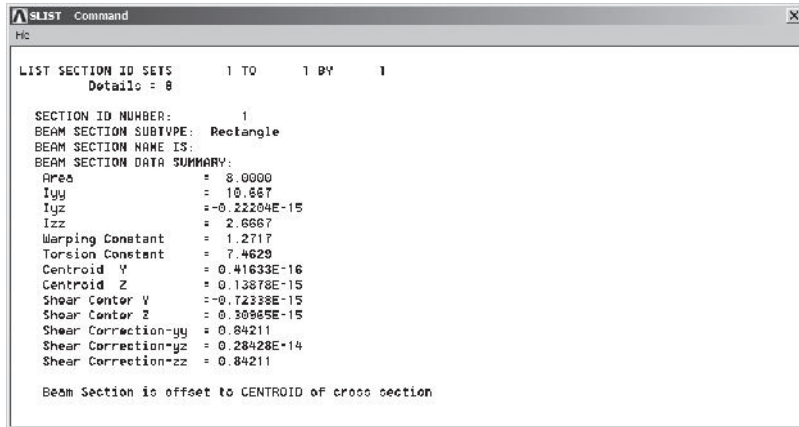 SLIST Command
File
LIST SECTION ID SETS 1 TO 1 BY 1
Details = 0
SECTION ID NUMBER: 1
BEAM SECTION SUBTYPE: Rectangle
BEAM SECTION NAME IS:
BEAM SECTION DATA SUMMARY:
Area = 8.0000
Iyy = 10.667
Iyz =-0.22204E-15
Izz = 2.6667
Warping Constant = 1.2717
Torsion Constant = 7.4629
Centroid Y = 0.41633E-16
Centroid Z = 0.13878E-15
Shear Center Y =-0.72338E-15
Shear Center Z = 0.30965E-15
Shear Correction-yy = 0.84211
Shear Correction-yz = 0.28428E-14
Shear Correction-zz = 0.84211
Beam Section is offset to CENTROID of cross section